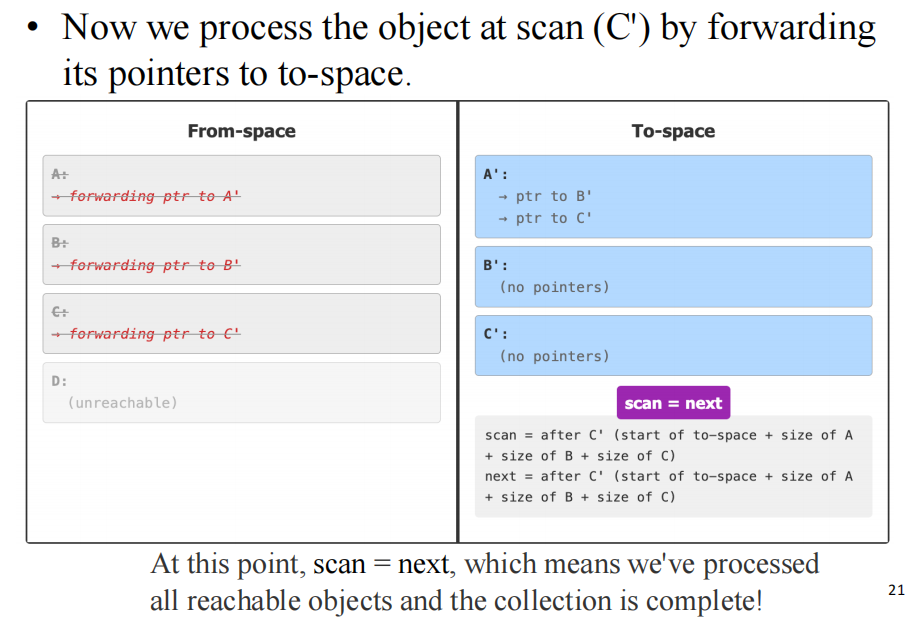 • Now we process the object at scan (C') by forwarding
its pointers to to-space.
From-space
A:
→ forwarding ptr to A'
B:
→ forwarding ptr to B'
C:
→ forwarding ptr to C'
D:
(unreachable)
To-space
A':
→ ptr to B'
→ ptr to C'
B':
(no pointers)
C':
(no pointers)
scan = next
scan = after C' (start of to-space + size of A
+ size of B + size of C)
next = after C' (start of to-space + size of A
+ size of B + size of C)
At this point, scan = next, which means we've processed
all reachable objects and the collection is complete!
21